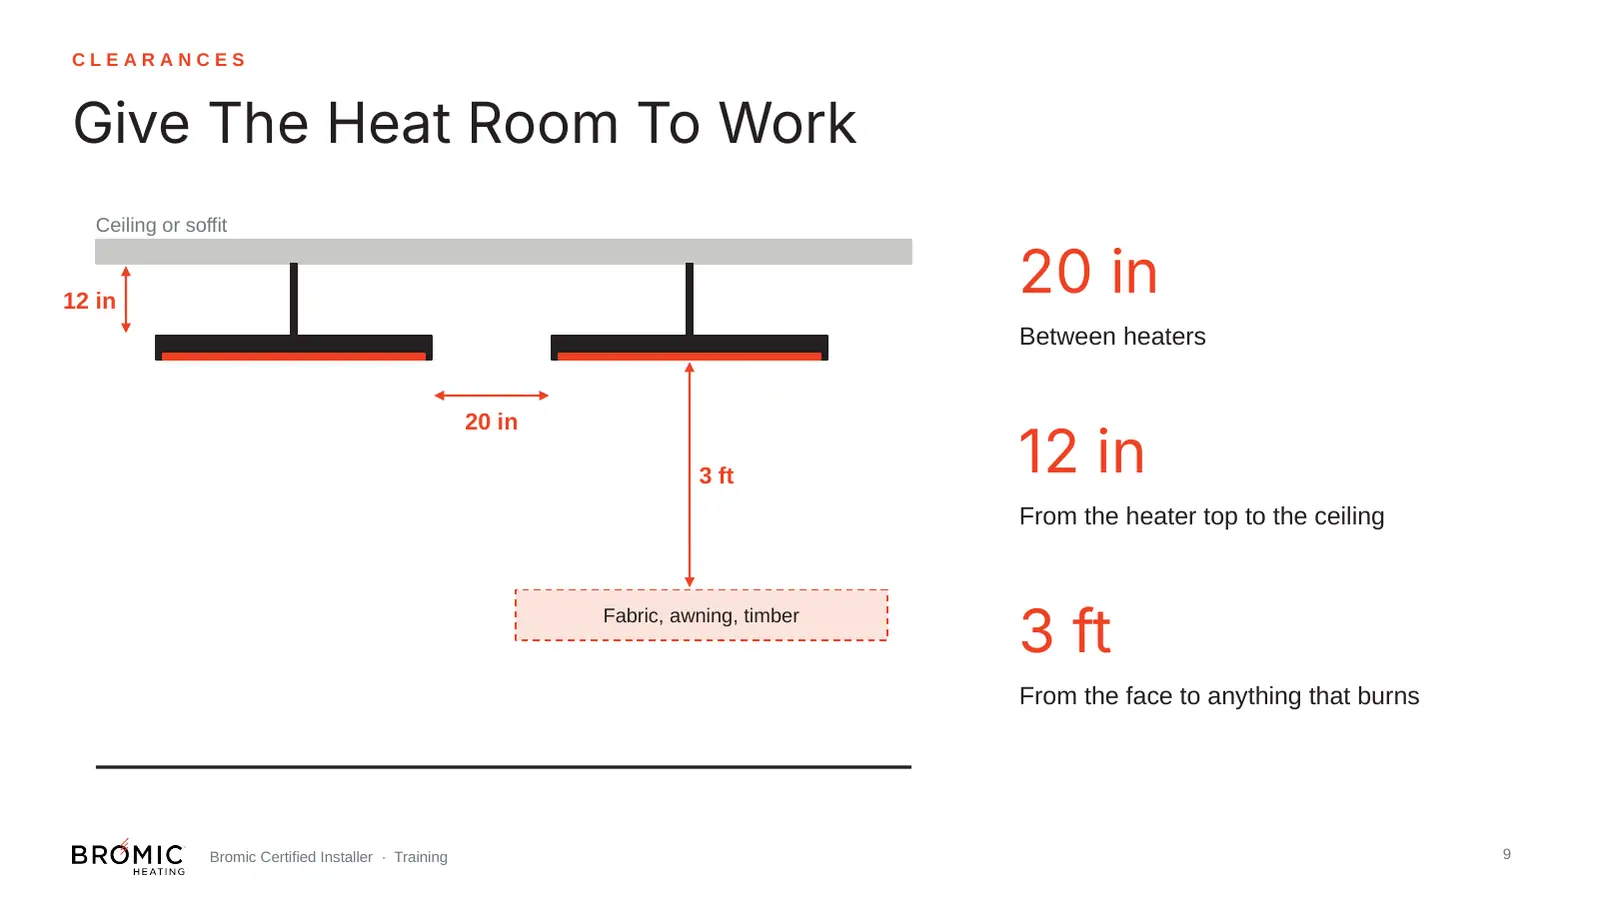 CLEARANCES
Give The Heat Room To Work
Ceiling or soffit
12 in
20 in
3 ft
Fabric, awning, timber
20 in
Between heaters
12 in
From the heater top to the ceiling
3 ft
From the face to anything that burns
BROMIC
HEATING
Bromic Certified Installer · Training
9